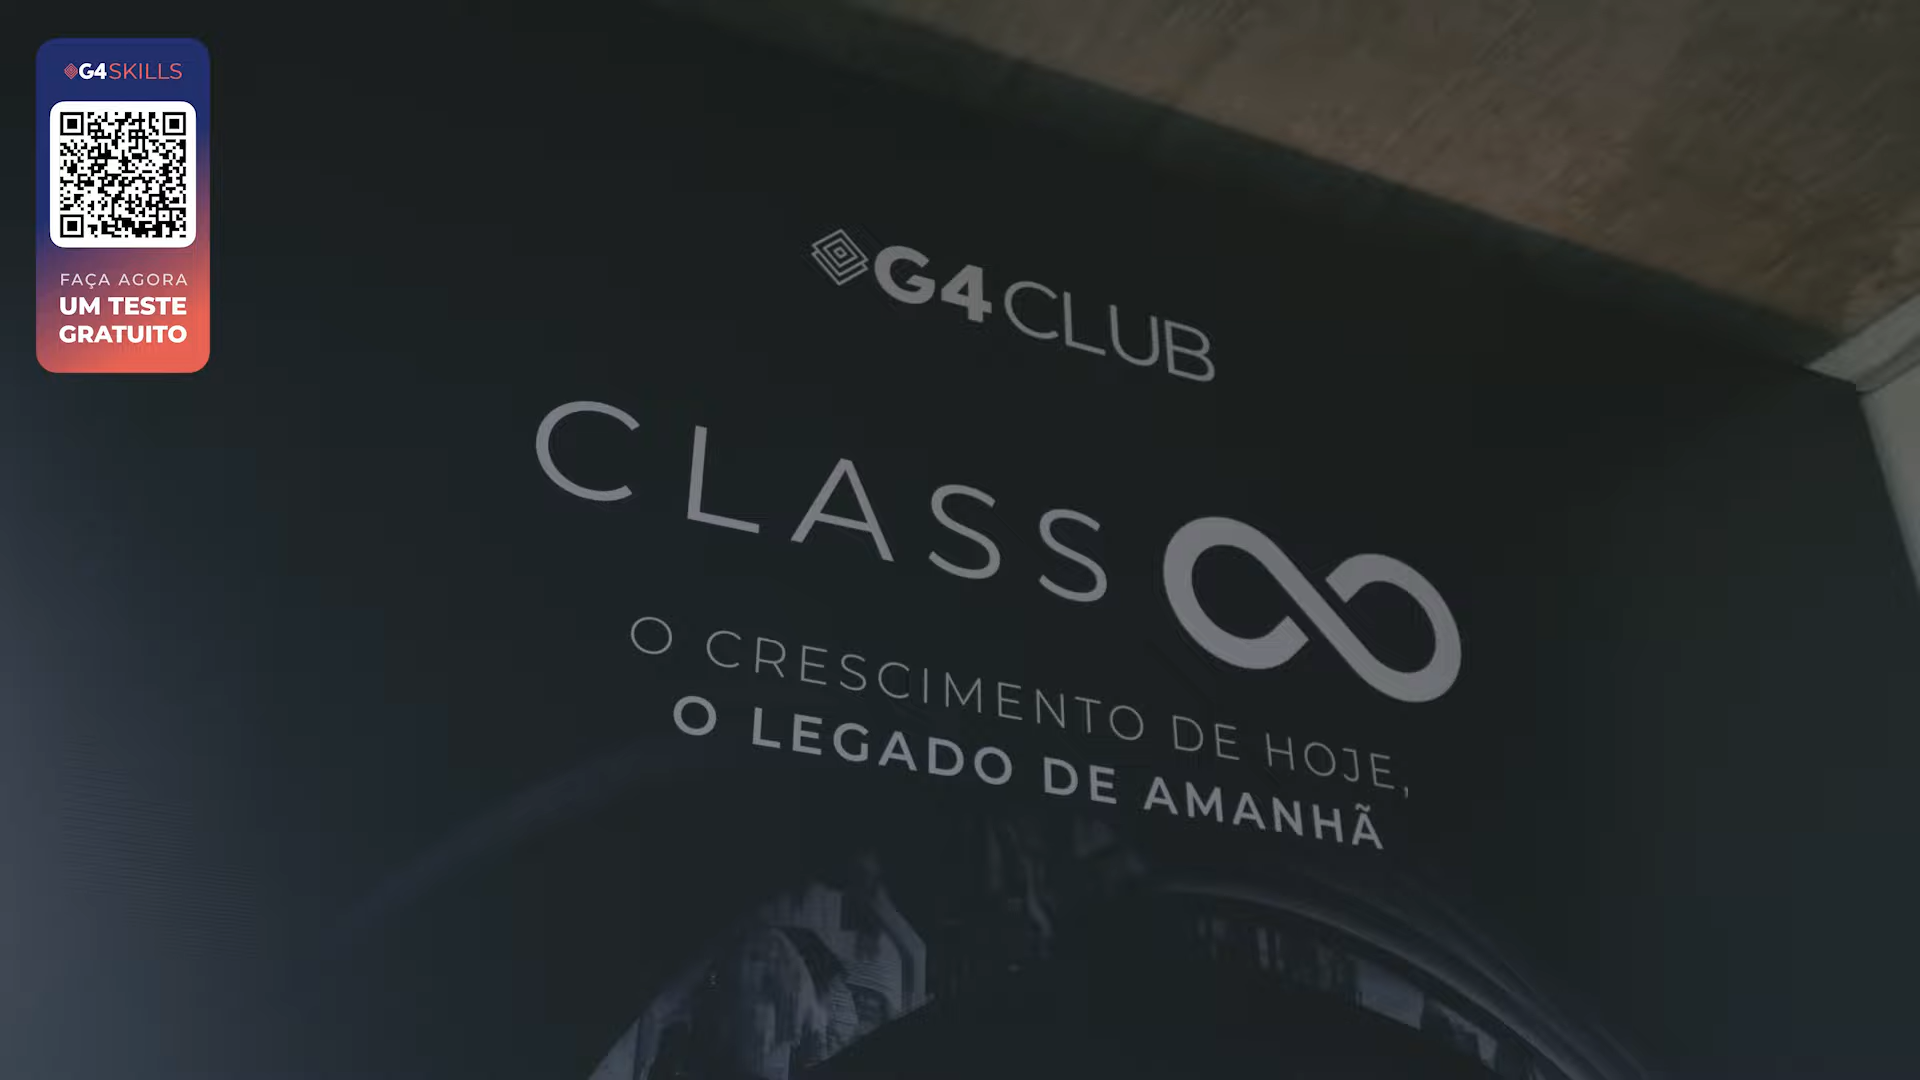 G4SKILLS
FAÇA AGORA
UM TESTE
GRATUITO
G4CLUB
CLASS
O CRESCIMENTO DE HOJE,
O LEGADO DE AMANHÃ